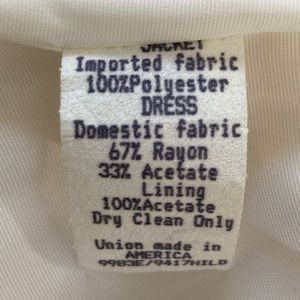 JACKET
Imported fabric
100%Polyester
DRESS
Domestic fabric
67% Rayon
33% Acetate
Lining
100%Acetate
Dry Clean Only
Union made in
AMERICA
9983E/9417HILD